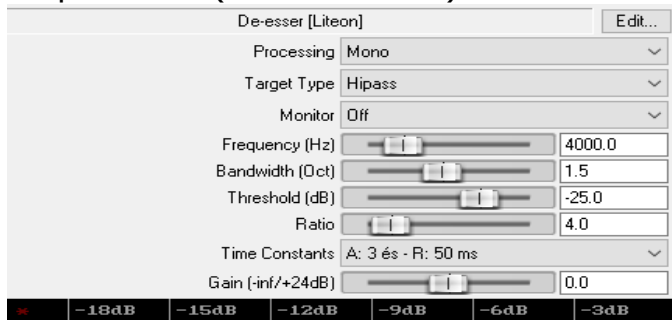 De-esser [Liteon] Edit...
Processing Mono
Target Type Hipass
Monitor Off
Frequency (Hz) 4000.0
Bandwidth (Oct) 1.5
Threshold (dB) -25.0
Ratio 4.0
Time Constants A: 3 és - R: 50 ms
Gain (-inf/+24dB) 0.0
* -18dB -15dB -12dB -9dB -6dB -3dB